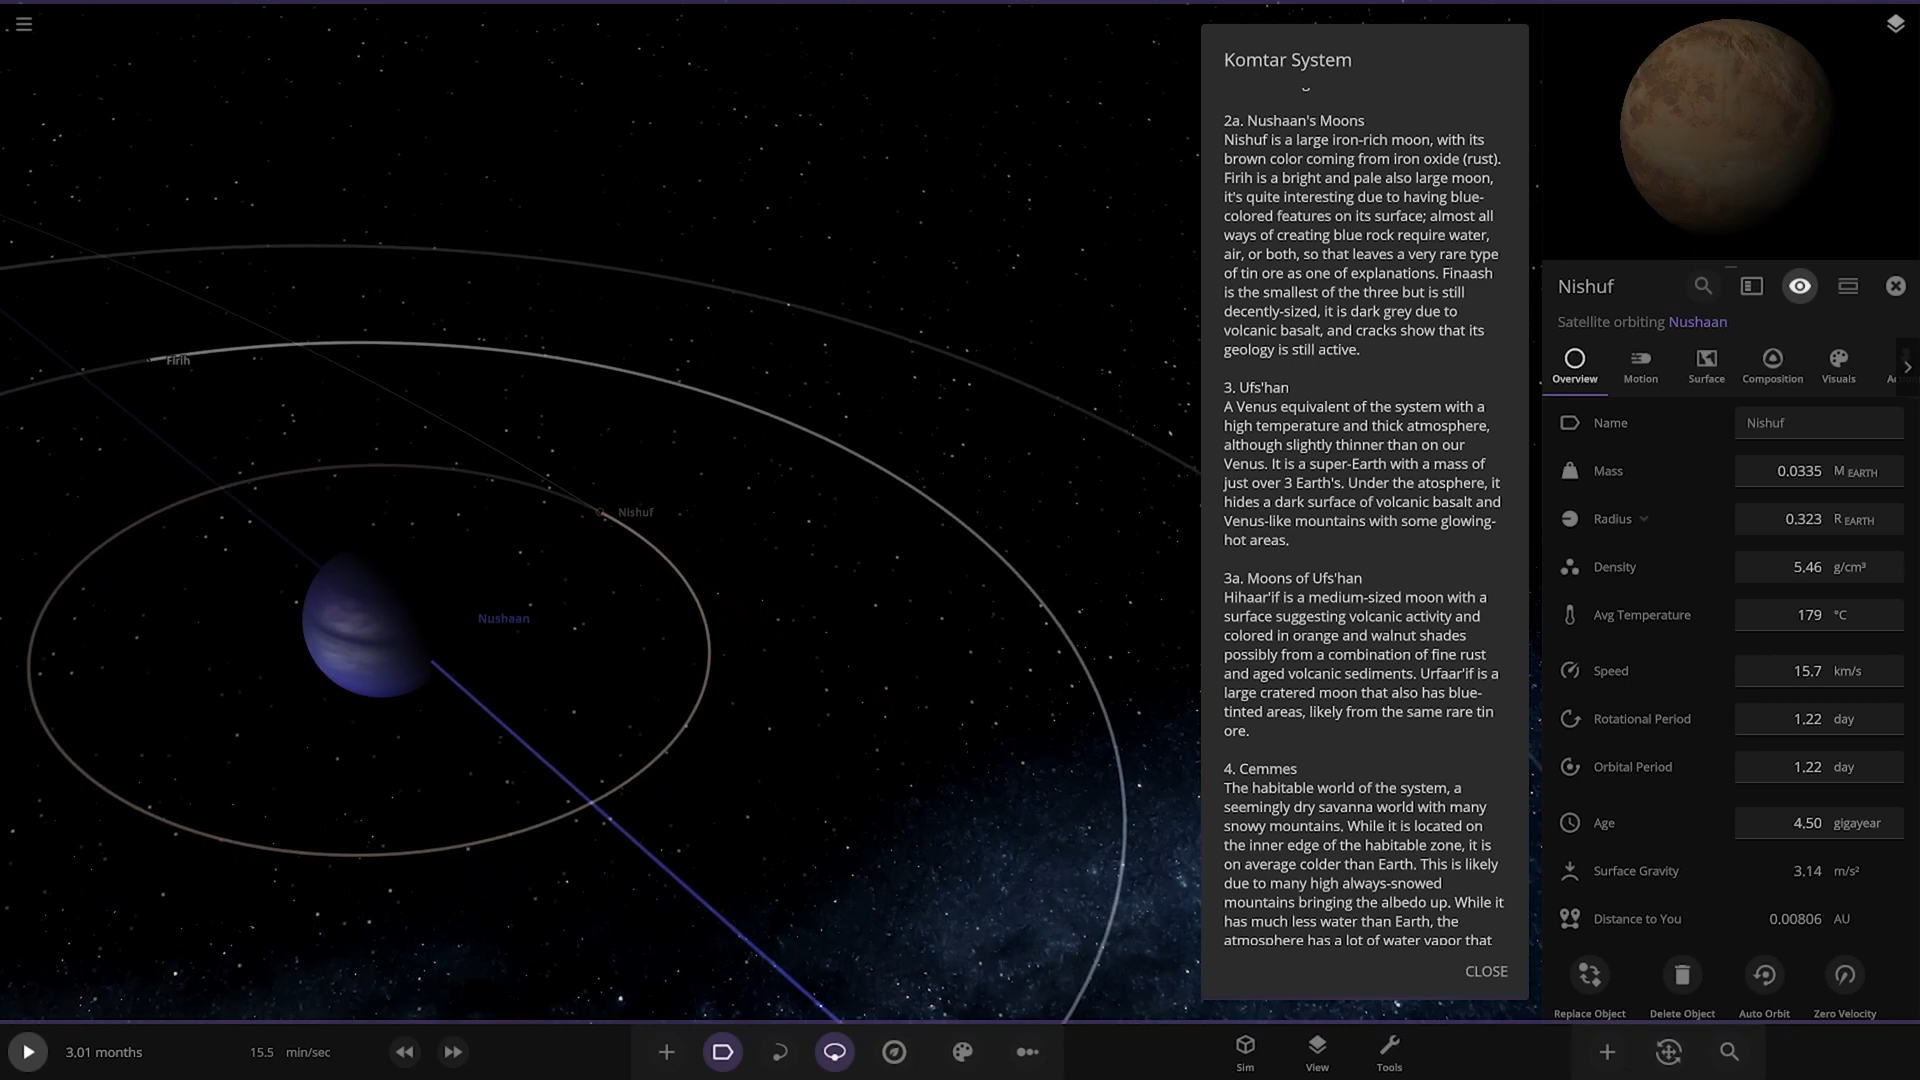 Komtar System
2a. Nushaan's Moons
Nishuf is a large iron-rich moon, with its
brown color coming from iron oxide (rust).
Firih is a bright and pale also large moon,
it's quite interesting due to having blue-
colored features on its surface; almost all
ways of creating blue rock require water,
air, or both, so that leaves a very rare type
of tin ore as one of explanations. Finaash
is the smallest of the three but is still
decently-sized, it is dark grey due to
volcanic basalt, and cracks show that its
geology is still active.
3. Ufs'han
A Venus equivalent of the system with a
high temperature and thick atmosphere,
although slightly thinner than on our
Venus. It is a super-Earth with a mass of
just over 3 Earth's. Under the atosphere, it
hides a dark surface of volcanic basalt and
Venus-like mountains with some glowing-
hot areas.
3a. Moons of Ufs'han
Hihaar'if is a medium-sized moon with a
surface suggesting volcanic activity and
colored in orange and walnut shades
possibly from a combination of fine rust
and aged volcanic sediments. Urfaar'if is a
large cratered moon that also has blue-
tinted areas, likely from the same rare tin
ore.
4. Cemmes
The habitable world of the system, a
seemingly dry savanna world with many
snowy mountains. While it is located on
the inner edge of the habitable zone, it is
on average colder than Earth. This is likely
due to many high always-snowed
mountains bringing the albedo up. While it
has much less water than Earth, the
atmosphere has a lot of water vapor that
CLOSE
Firih
Nishuf
Nushaan
Nishuf
Satellite orbiting Nushaan
Overview Motion Surface Composition Visuals
Name Nishuf
Mass 0.0335 M EARTH
Radius 0.323 R EARTH
Density 5.46 g/cm³
Avg Temperature 179 °C
Speed 15.7 km/s
Rotational Period 1.22 day
Orbital Period 1.22 day
Age 4.50 gigayear
Surface Gravity 3.14 m/s²
Distance to You 0.00806 AU
Replace Object Delete Object Auto Orbit Zero Velocity
3.01 months 15.5 min/sec
Sim View Tools